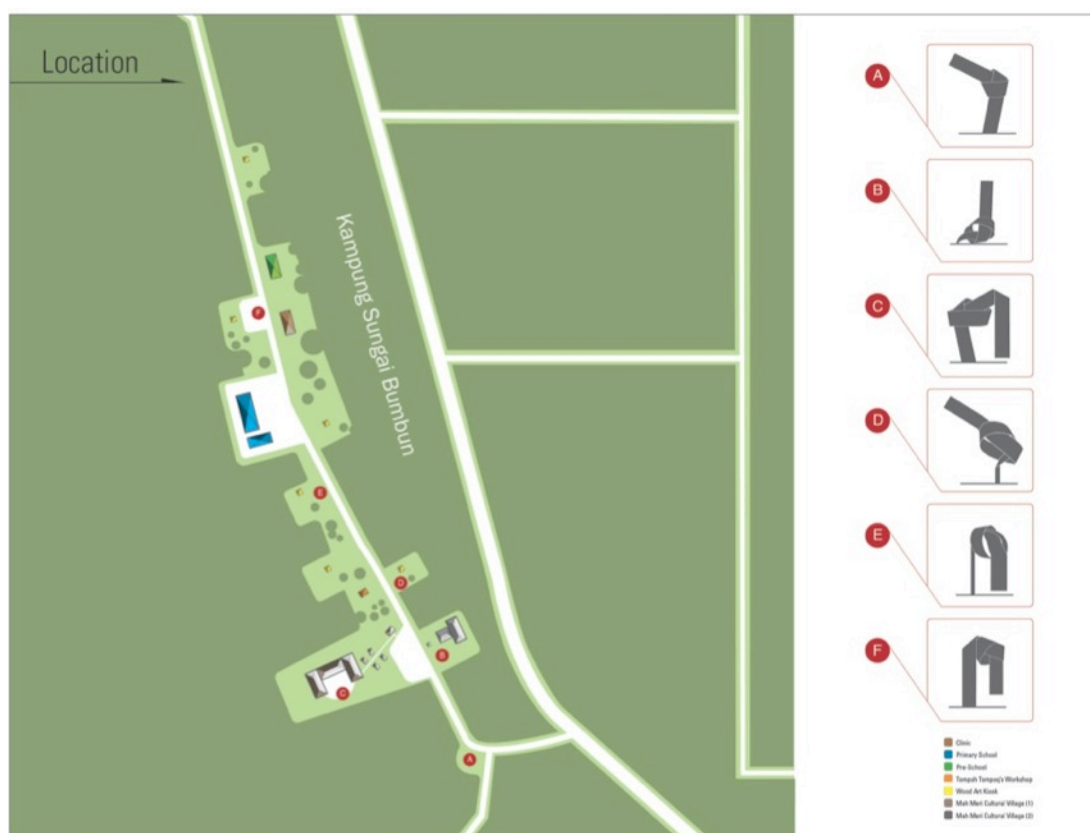 Location
Kampung Sungai Bumbun
F
E
D
B
C
A
A
B
C
D
E
F
Clinic
Primary School
Pre-School
Tompoh Tompoq's Workshop
Wood Art Kiosk
Mah Meri Cultural Village (1)
Mah Meri Cultural Village (2)